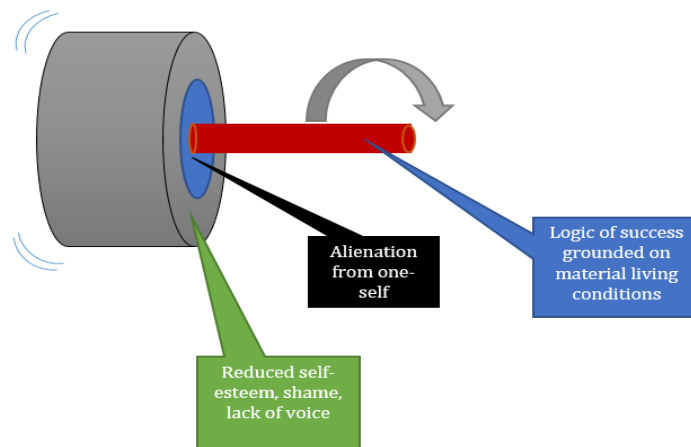 Alienation
from one-
self
Logic of success
grounded on
material living
conditions
Reduced self-
esteem, shame,
lack of voice